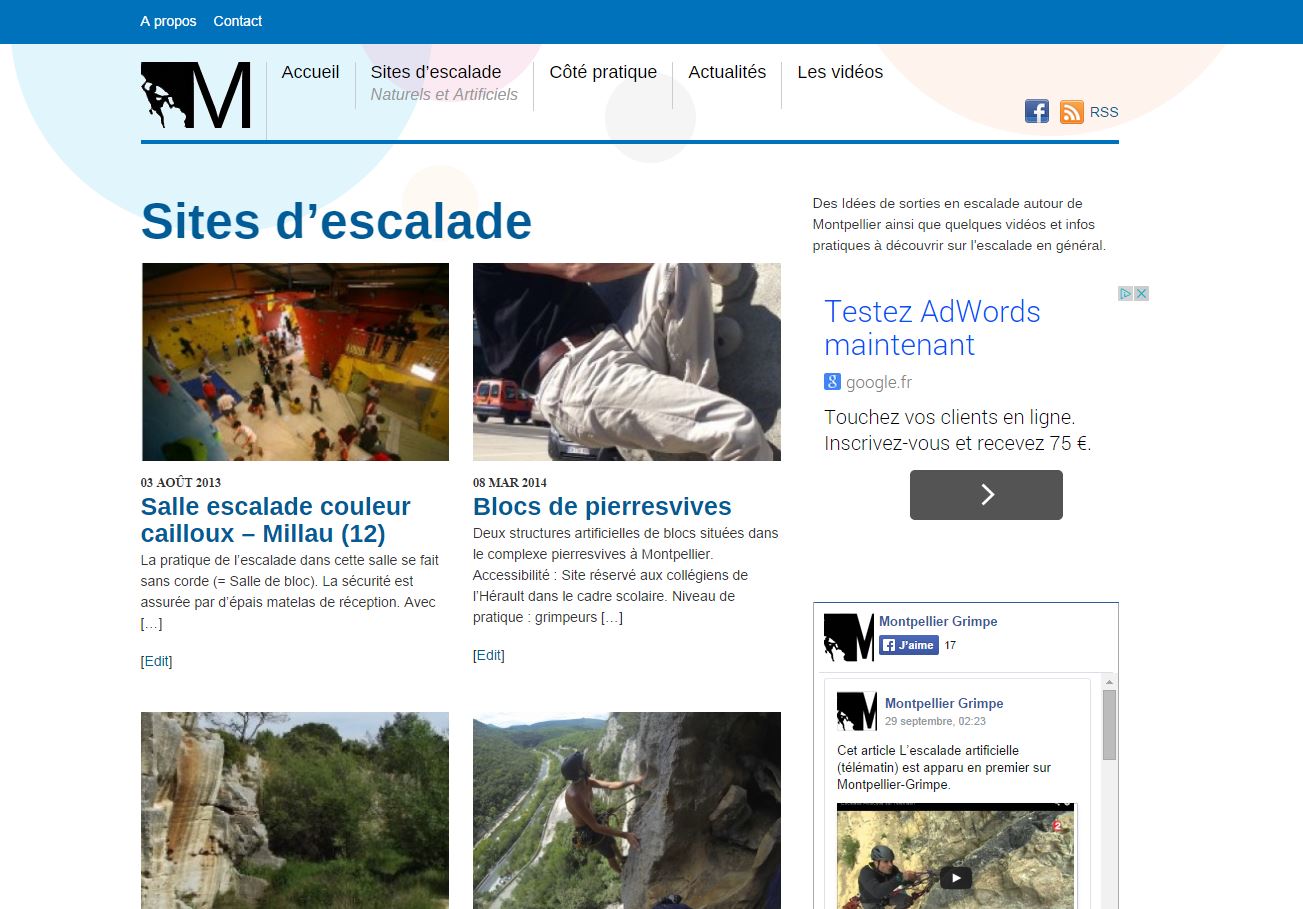 A propos Contact
M
Accueil
Sites d’escalade
Naturels et Artificiels
Côté pratique
Actualités
Les vidéos
RSS
Sites d’escalade
03 AOÛT 2013
Salle escalade couleur
cailloux – Millau (12)
La pratique de l’escalade dans cette salle se fait
sans corde (= Salle de bloc). La sécurité est
assurée par d’épais matelas de réception. Avec
[…]
[Edit]
08 MAR 2014
Blocs de pierresvives
Deux structures artificielles de blocs situées dans
le complexe pierresvives à Montpellier.
Accessibilité : Site réservé aux collégiens de
l’Hérault dans le cadre scolaire. Niveau de
pratique : grimpeurs […]
[Edit]
Des Idées de sorties en escalade autour de
Montpellier ainsi que quelques vidéos et infos
pratiques à découvrir sur l'escalade en général.
Testez AdWords
maintenant
google.fr
Touchez vos clients en ligne.
Inscrivez-vous et recevez 75 €.
Montpellier Grimpe
J’aime 17
Montpellier Grimpe
29 septembre, 02:23
Cet article L’escalade artificielle
(télématin) est apparu en premier sur
Montpellier-Grimpe.